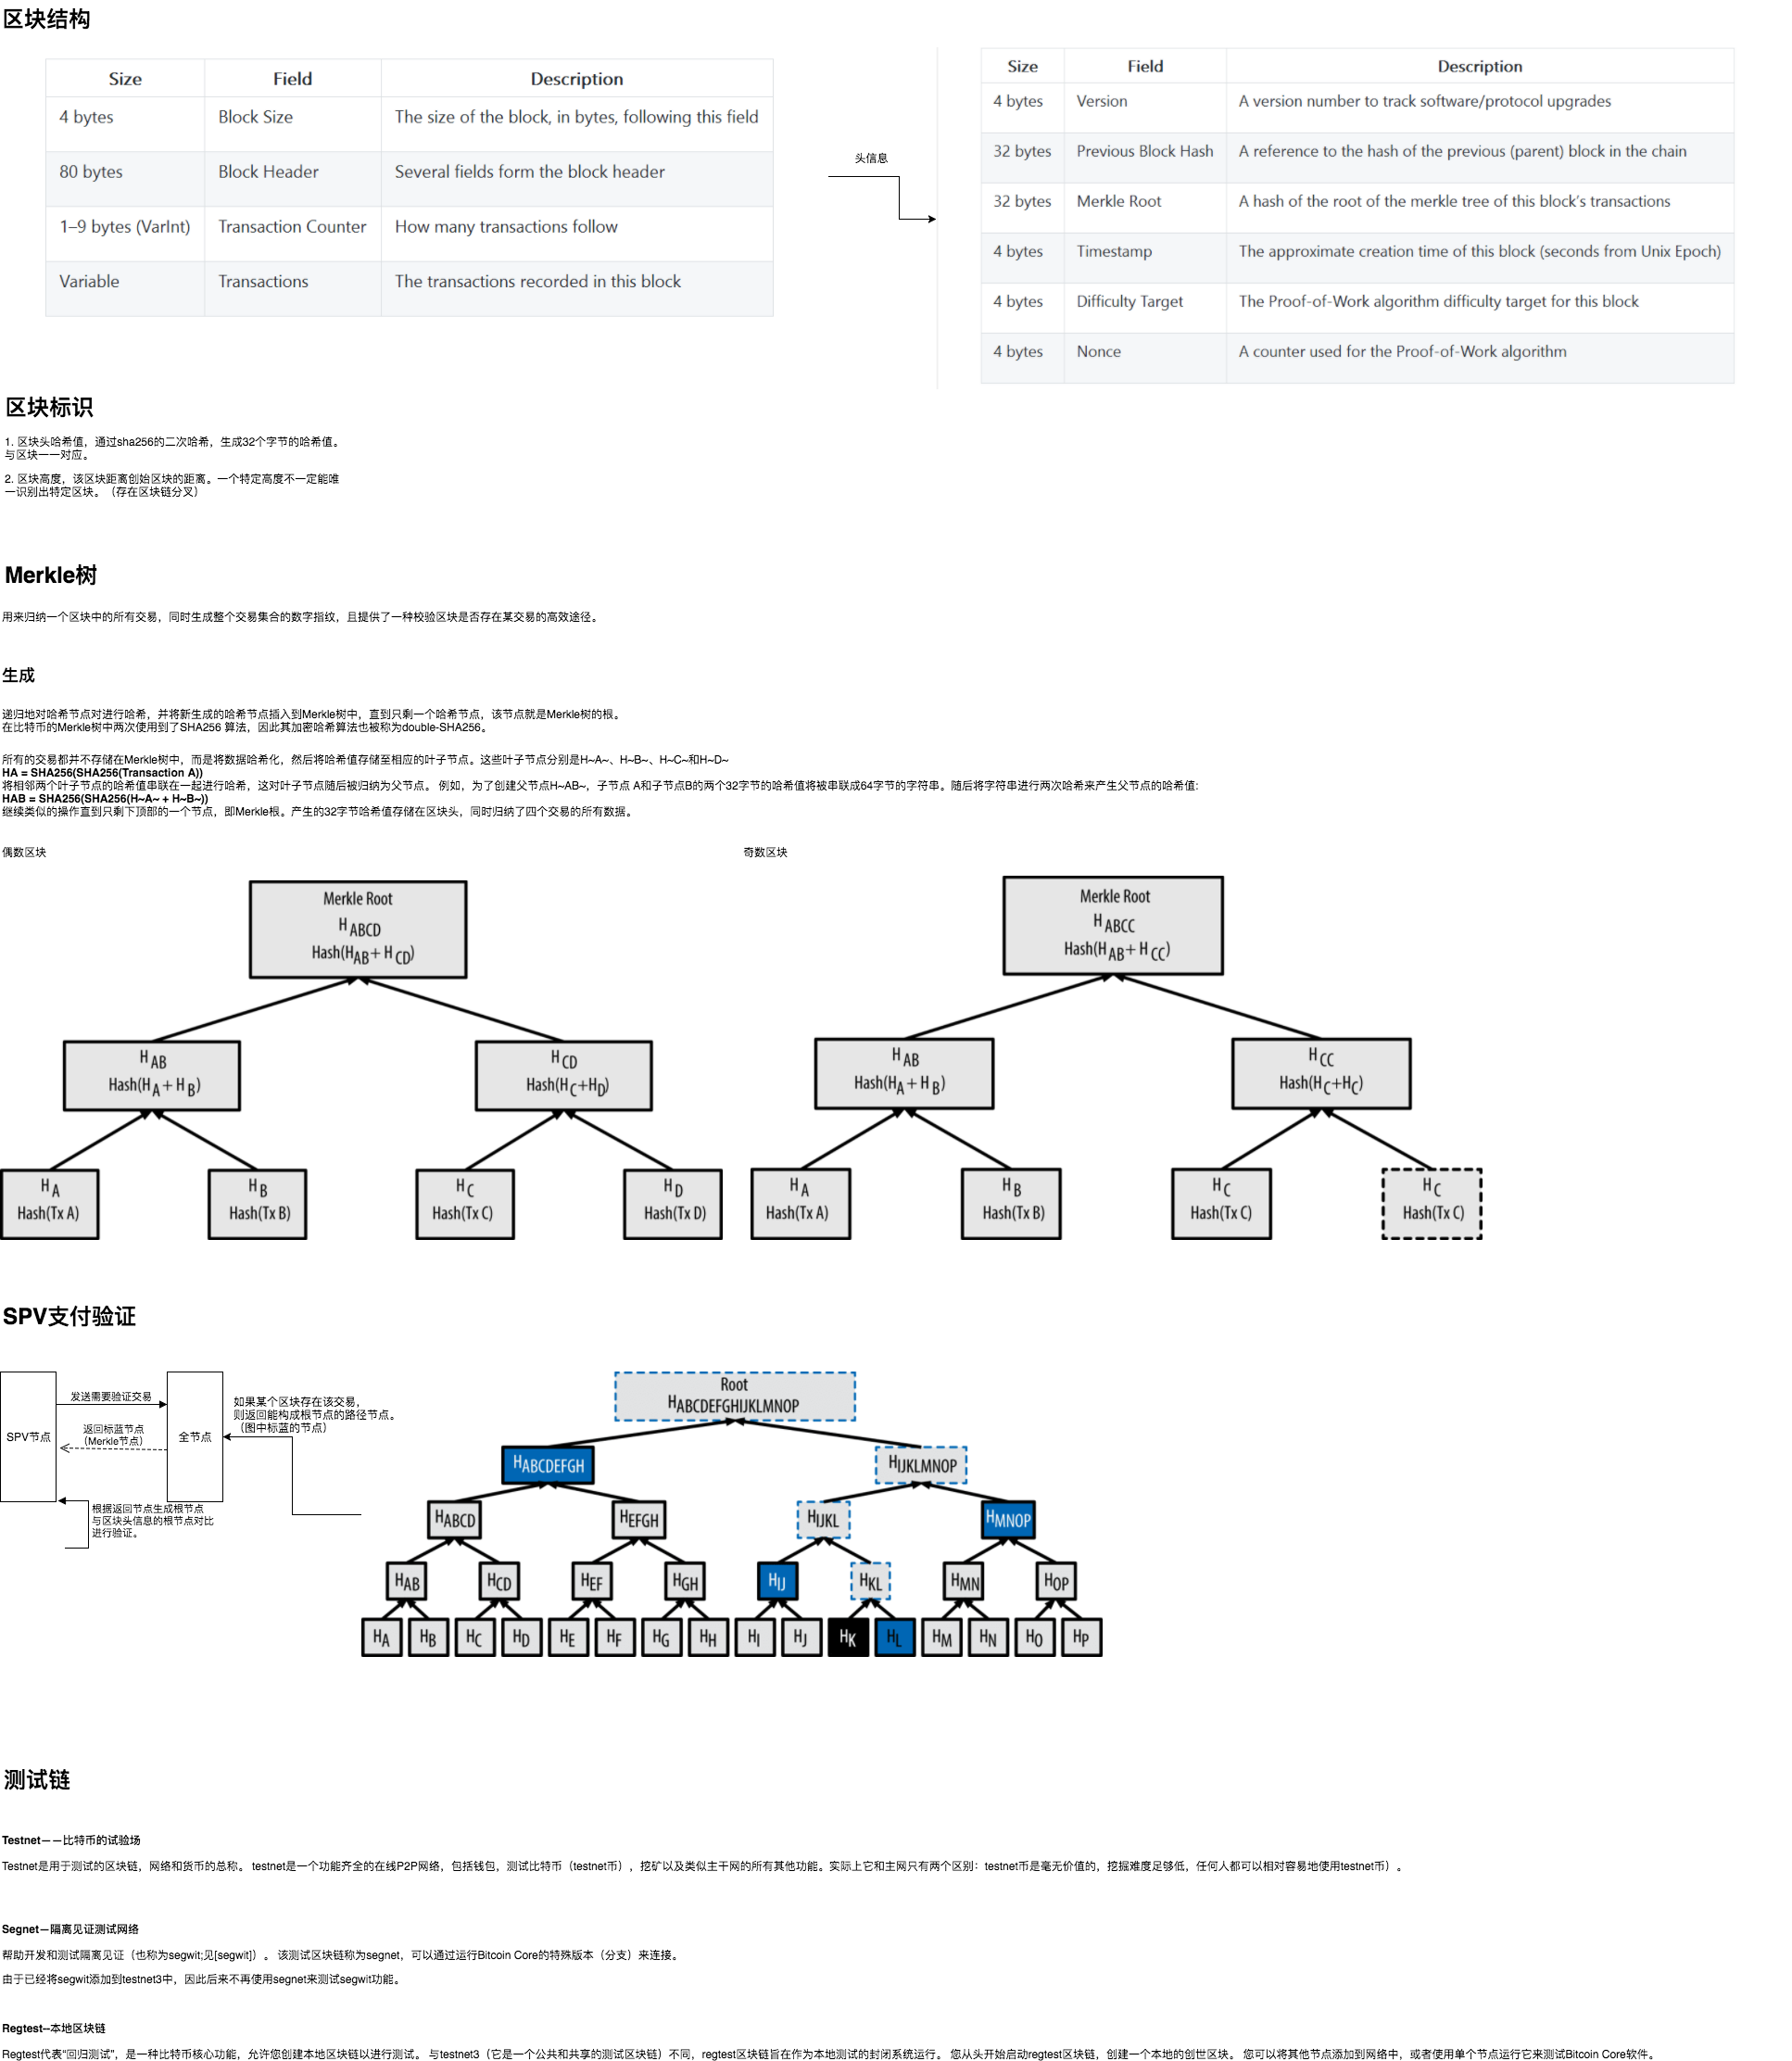 区块结构
Size Field Description
4 bytes Block Size The size of the block, in bytes, following this field
80 bytes Block Header Several fields form the block header
1–9 bytes (VarInt) Transaction Counter How many transactions follow
Variable Transactions The transactions recorded in this block
头信息
Size Field Description
4 bytes Version A version number to track software/protocol upgrades
32 bytes Previous Block Hash A reference to the hash of the previous (parent) block in the chain
32 bytes Merkle Root A hash of the root of the merkle tree of this block’s transactions
4 bytes Timestamp The approximate creation time of this block (seconds from Unix Epoch)
4 bytes Difficulty Target The Proof-of-Work algorithm difficulty target for this block
4 bytes Nonce A counter used for the Proof-of-Work algorithm
区块标识
1. 区块头哈希值，通过sha256的二次哈希，生成32个字节的哈希值。
与区块一一对应。
2. 区块高度，该区块距离创始区块的距离。一个特定高度不一定能唯
一识别出特定区块。（存在区块链分叉）
Merkle树
用来归纳一个区块中的所有交易，同时生成整个交易集合的数字指纹，且提供了一种校验区块是否存在某交易的高效途径。
生成
递归地对哈希节点对进行哈希，并将新生成的哈希节点插入到Merkle树中，直到只剩一个哈希节点，该节点就是Merkle树的根。
在比特币的Merkle树中两次使用到了SHA256 算法，因此其加密哈希算法也被称为double-SHA256。
所有的交易都并不存储在Merkle树中，而是将数据哈希化，然后将哈希值存储至相应的叶子节点。这些叶子节点分别是H~A~、H~B~、H~C~和H~D~
HA = SHA256(SHA256(Transaction A))
将相邻两个叶子节点的哈希值串联在一起进行哈希，这对叶子节点随后被归纳为父节点。 例如，为了创建父节点H~AB~，子节点 A和子节点B的两个32字节的哈希值将被串联成64字节的字符串。随后将字符串进行两次哈希来产生父节点的哈希值:
HAB = SHA256(SHA256(H~A~ + H~B~))
继续类似的操作直到只剩下顶部的一个节点，即Merkle根。产生的32字节哈希值存储在区块头，同时归纳了四个交易的所有数据。
偶数区块
Merkle Root
H ABCD
Hash(HAB + H CD)
H AB
Hash(HA + H B)
H CD
Hash(HC+HD)
H A
Hash(Tx A)
H B
Hash(Tx B)
H C
Hash(Tx C)
H D
Hash(Tx D)
奇数区块
Merkle Root
H ABCC
Hash(HAB + H CC)
H AB
Hash(HA + H B)
H CC
Hash(HC+HC)
H A
Hash(Tx A)
H B
Hash(Tx B)
H C
Hash(Tx C)
H C
Hash(Tx C)
SPV支付验证
SPV节点
发送需要验证交易
返回标蓝节点
（Merkle节点）
全节点
根据返回节点生成根节点
与区块头信息的根节点对比
进行验证。
如果某个区块存在该交易，
则返回能构成根节点的路径节点。
（图中标蓝的节点）
Root
HABCDEFGHIJKLMNOP
HABCDEFGH HIJKLMNOP
HABCD HEFGH HIJKL HMNOP
HAB HCD HEF HGH HIJ HKL HMN HOP
HA HB HC HD HE HF HG HH HI HJ HK HL HM HN HO HP
测试链
Testnet——比特币的试验场
Testnet是用于测试的区块链，网络和货币的总称。 testnet是一个功能齐全的在线P2P网络，包括钱包，测试比特币（testnet币），挖矿以及类似主干网的所有其他功能。实际上它和主网只有两个区别：testnet币是毫无价值的，挖掘难度足够低，任何人都可以相对容易地使用testnet币）。
Segnet—隔离见证测试网络
帮助开发和测试隔离见证（也称为segwit;见[segwit]）。 该测试区块链称为segnet，可以通过运行Bitcoin Core的特殊版本（分支）来连接。
由于已经将segwit添加到testnet3中，因此后来不再使用segnet来测试segwit功能。
Regtest--本地区块链
Regtest代表“回归测试”，是一种比特币核心功能，允许您创建本地区块链以进行测试。 与testnet3（它是一个公共和共享的测试区块链）不同，regtest区块链旨在作为本地测试的封闭系统运行。 您从头开始启动regtest区块链，创建一个本地的创世区块。 您可以将其他节点添加到网络中，或者使用单个节点运行它来测试Bitcoin Core软件。